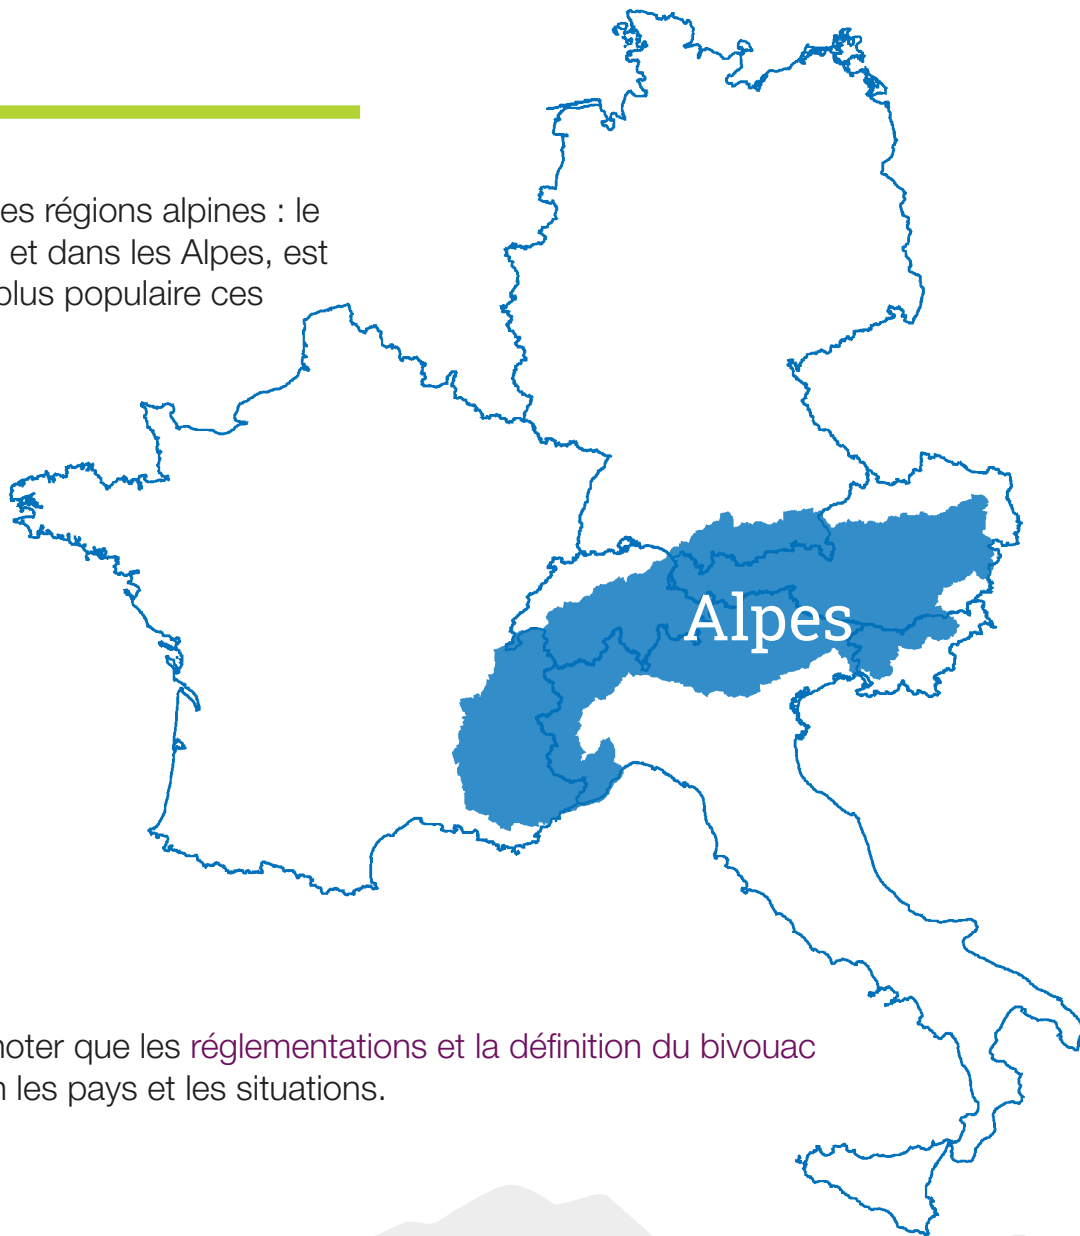 es régions alpines : le
et dans les Alpes, est
plus populaire ces
Alpes
noter que les réglementations et la définition du bivouac
les pays et les situations.